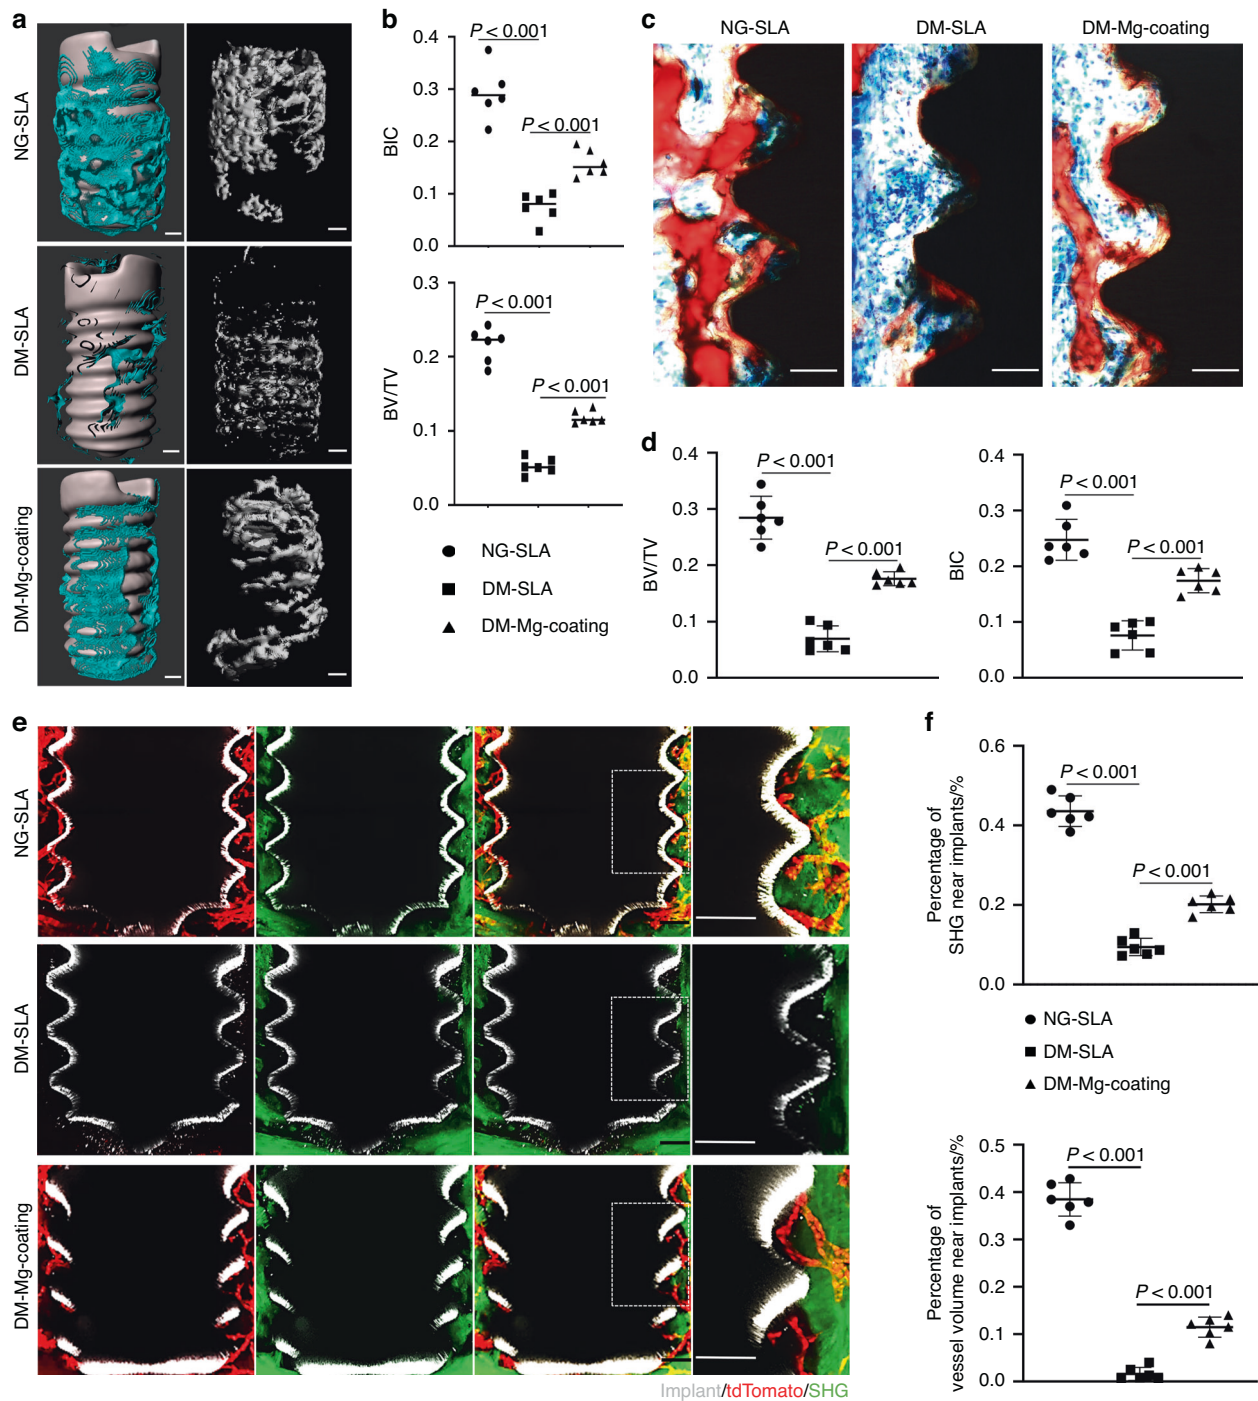 a
NG-SLA
DM-SLA
DM-Mg-coating
b
BIC
0.4
0.3
0.2
0.1
0.0
P < 0.001
P < 0.001
BV/TV
0.3
0.2
0.1
0.0
P < 0.001
P < 0.001
NG-SLA
DM-SLA
DM-Mg-coating
c
NG-SLA
DM-SLA
DM-Mg-coating
d
BV/TV
0.4
0.3
0.2
0.1
0.0
P < 0.001
P < 0.001
BIC
0.4
0.3
0.2
0.1
0.0
P < 0.001
P < 0.001
e
NG-SLA
DM-SLA
DM-Mg-coating
Implant/tdTomato/SHG
f
Percentage of
SHG near implants/%
0.6
0.4
0.2
0.0
P < 0.001
P < 0.001
NG-SLA
DM-SLA
DM-Mg-coating
Percentage of
vessel volume near implants/%
0.5
0.4
0.3
0.2
0.1
0.0
P < 0.001
P < 0.001